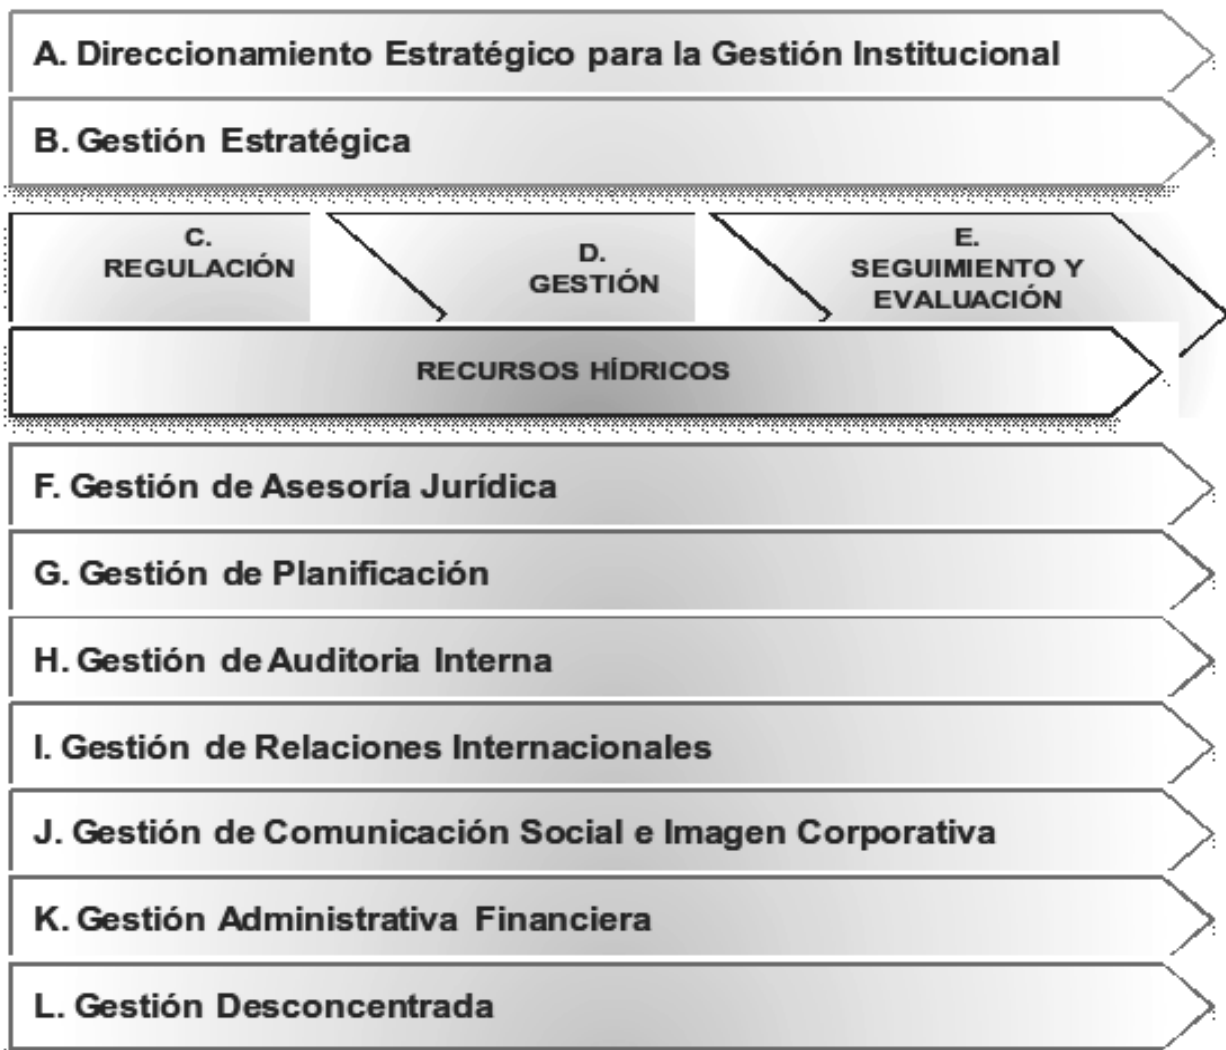 A. Direccionamiento Estratégico para la Gestión Institucional
B. Gestión Estratégica
C.
REGULACIÓN
D.
GESTIÓN
E.
SEGUIMIENTO Y
EVALUACIÓN
RECURSOS HÍDRICOS
F. Gestión de Asesoría Jurídica
G. Gestión de Planificación
H. Gestión de Auditoria Interna
I. Gestión de Relaciones Internacionales
J. Gestión de Comunicación Social e Imagen Corporativa
K. Gestión Administrativa Financiera
L. Gestión Desconcentrada